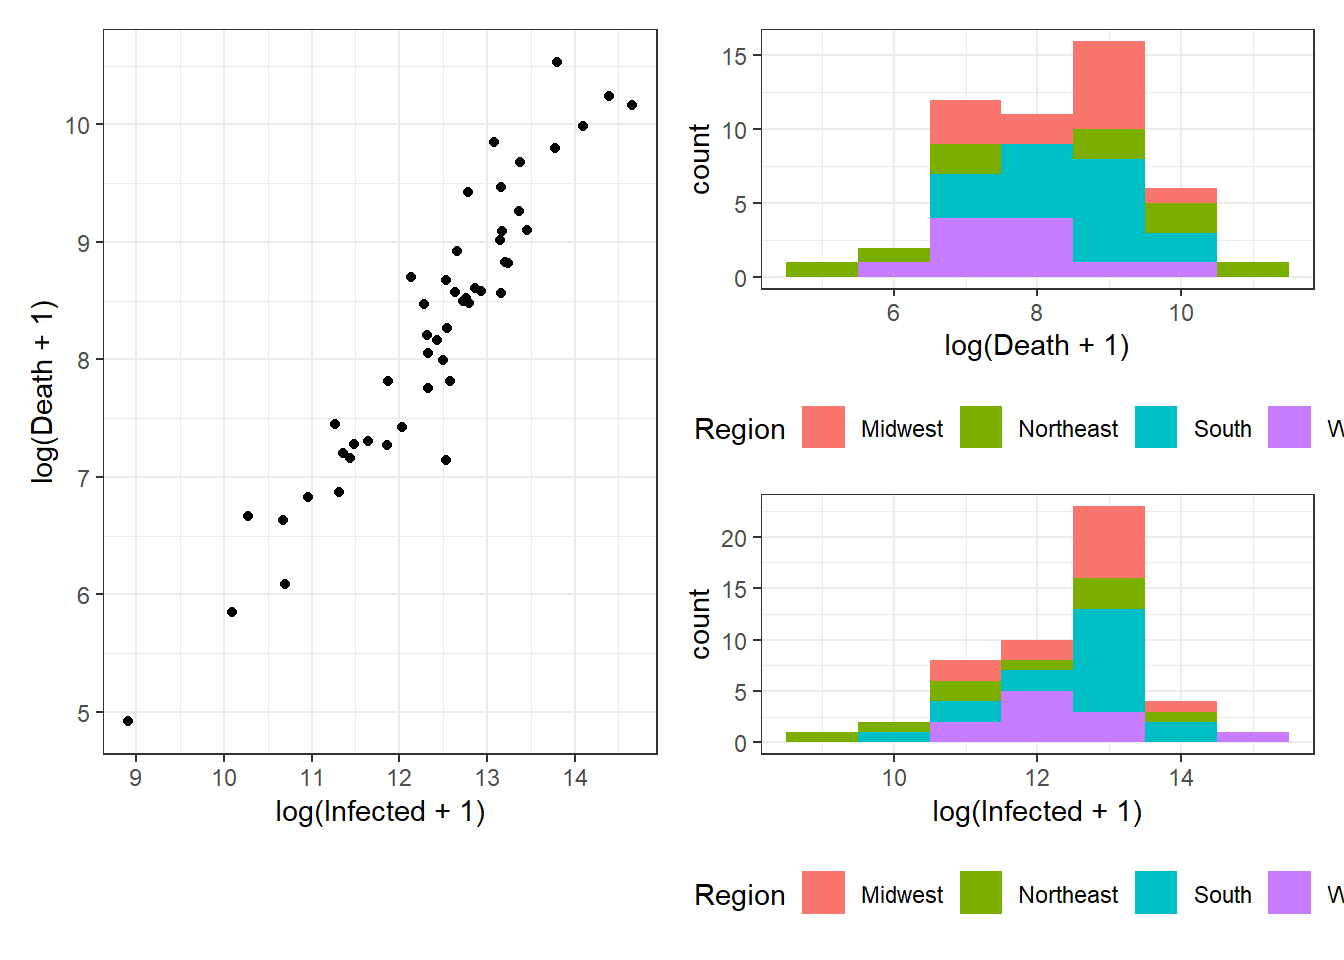 log(Death + 1)
10
9
8
7
6
5
9 10 11 12 13 14
log(Infected + 1)
count
15
10
5
0
6 8 10
log(Death + 1)
Region Midwest Northeast South W
count
20
15
10
5
0
10 12 14
log(Infected + 1)
Region Midwest Northeast South W